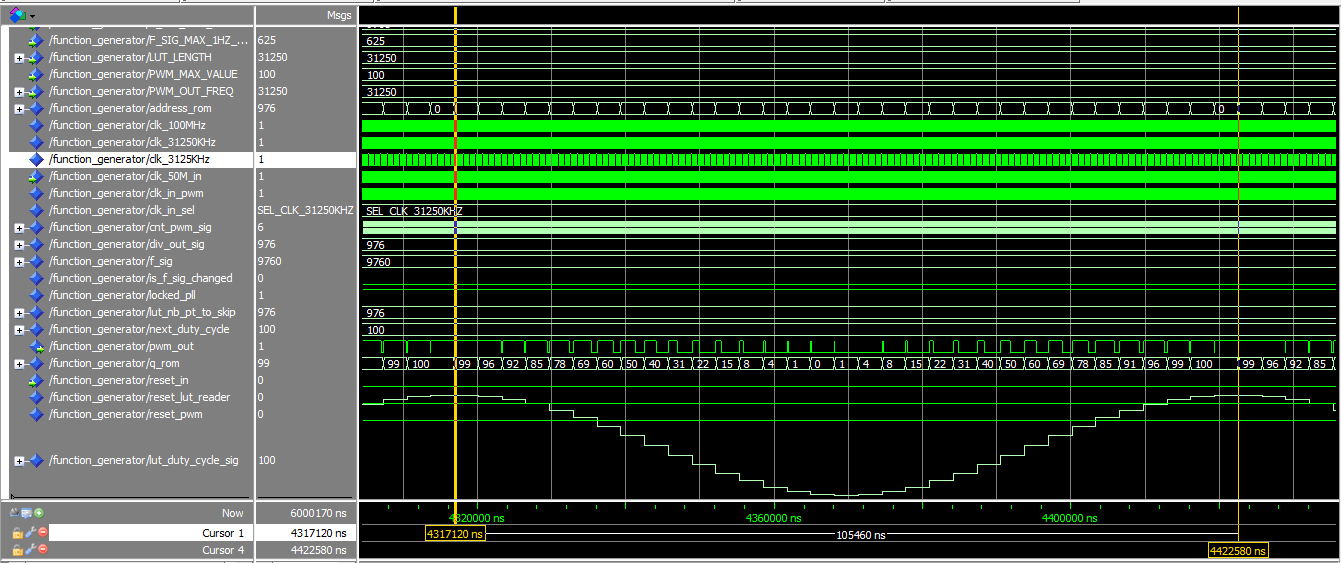 Msgs
/function_generator/F_SIG_MAX_1HZ_... 625 625
/function_generator/LUT_LENGTH 31250 31250
/function_generator/PWM_MAX_VALUE 100 100
/function_generator/PWM_OUT_FREQ 31250 31250
/function_generator/address_rom 976 0 0
/function_generator/clk_100MHz 1
/function_generator/clk_31250KHz 1
/function_generator/clk_3125KHz 1
/function_generator/clk_50M_in 1
/function_generator/clk_in_pwm 1
/function_generator/clk_in_sel SEL_CLK_31250KHZ SEL_CLK_31250KHZ
/function_generator/cnt_pwm_sig 6
/function_generator/div_out_sig 976 976
/function_generator/f_sig 9760 9760
/function_generator/is_f_sig_changed 0
/function_generator/locked_pll 1
/function_generator/lut_nb_pt_to_skip 976 976
/function_generator/next_duty_cycle 100 100
/function_generator/pwm_out 1
/function_generator/q_rom 99 99 100 99 96 92 85 78 69 60 50 40 31 22 15 8 4 1 0 1 4 8 15 22 31 40 50 60 69 78 85 91 96 99 100 99 96 92 85
/function_generator/reset_in 0
/function_generator/reset_lut_reader 0
/function_generator/reset_pwm 0
/function_generator/lut_duty_cycle_sig 100
Now 6000170 ns 4320000 ns 4360000 ns 4400000 ns
Cursor 1 4317120 ns 4317120 ns 105460 ns
Cursor 4 4422580 ns 4422580 ns